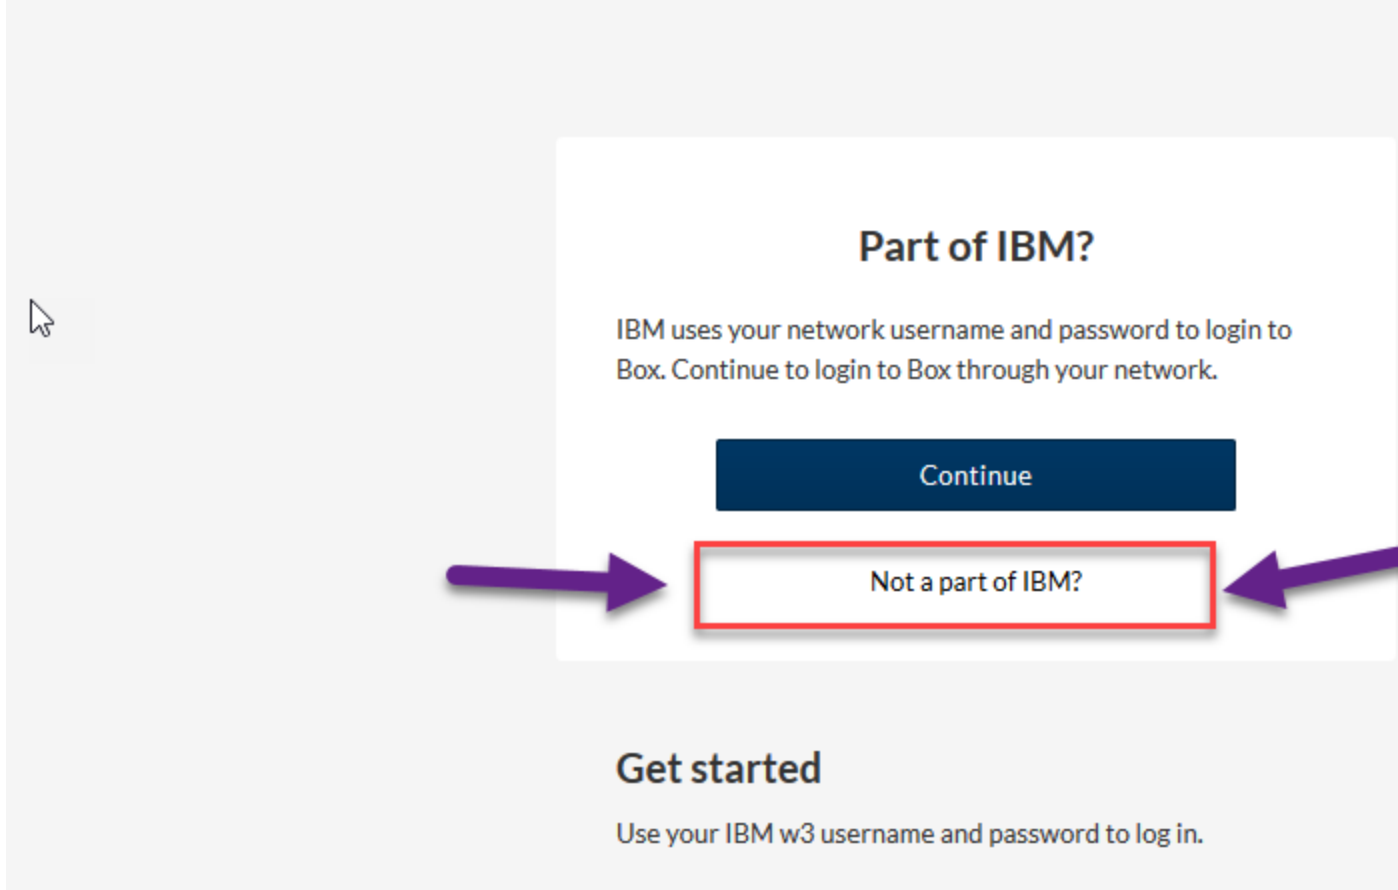 Part of IBM?
IBM uses your network username and password to login to
Box. Continue to login to Box through your network.
Continue
Not a part of IBM?
Get started
Use your IBM w3 username and password to log in.